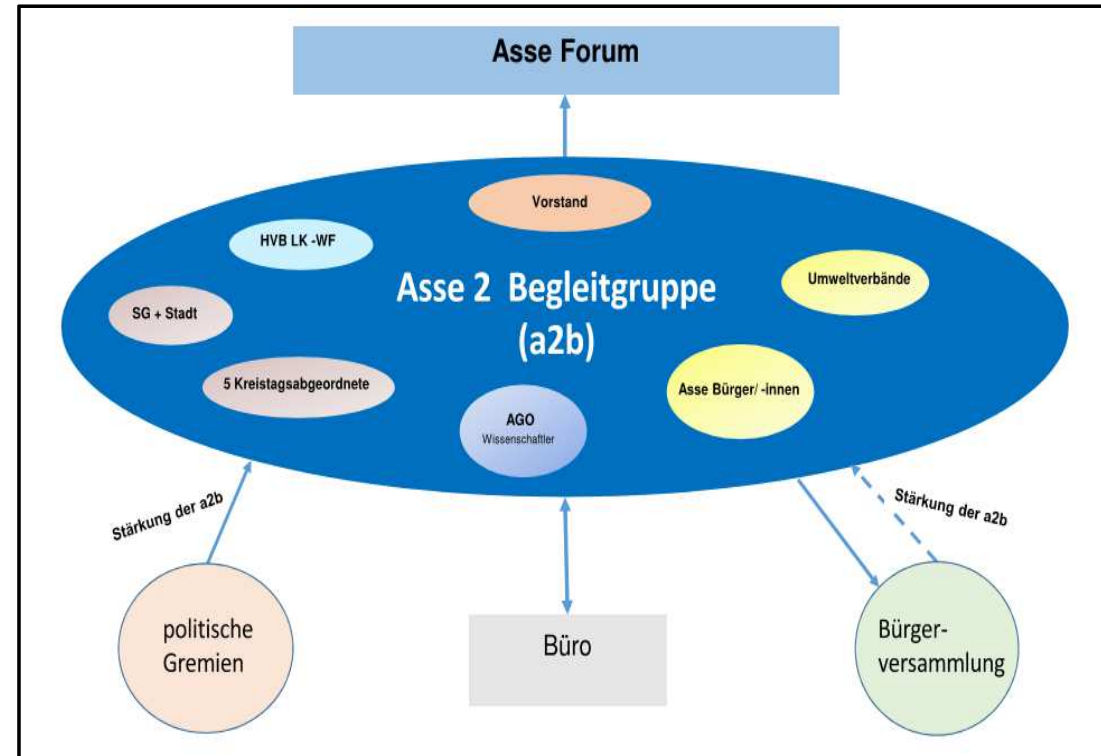 Asse Forum
Vorstand
HVB LK -WF
Umweltverbände
Asse 2 Begleitgruppe
(a2b)
SG + Stadt
5 Kreistagsabgeordnete
Asse Bürger/ -innen
AGO
Wissenschaftler
Stärkung der a2b
Stärkung der a2b
politische
Gremien
Büro
Bürger-
versammlung